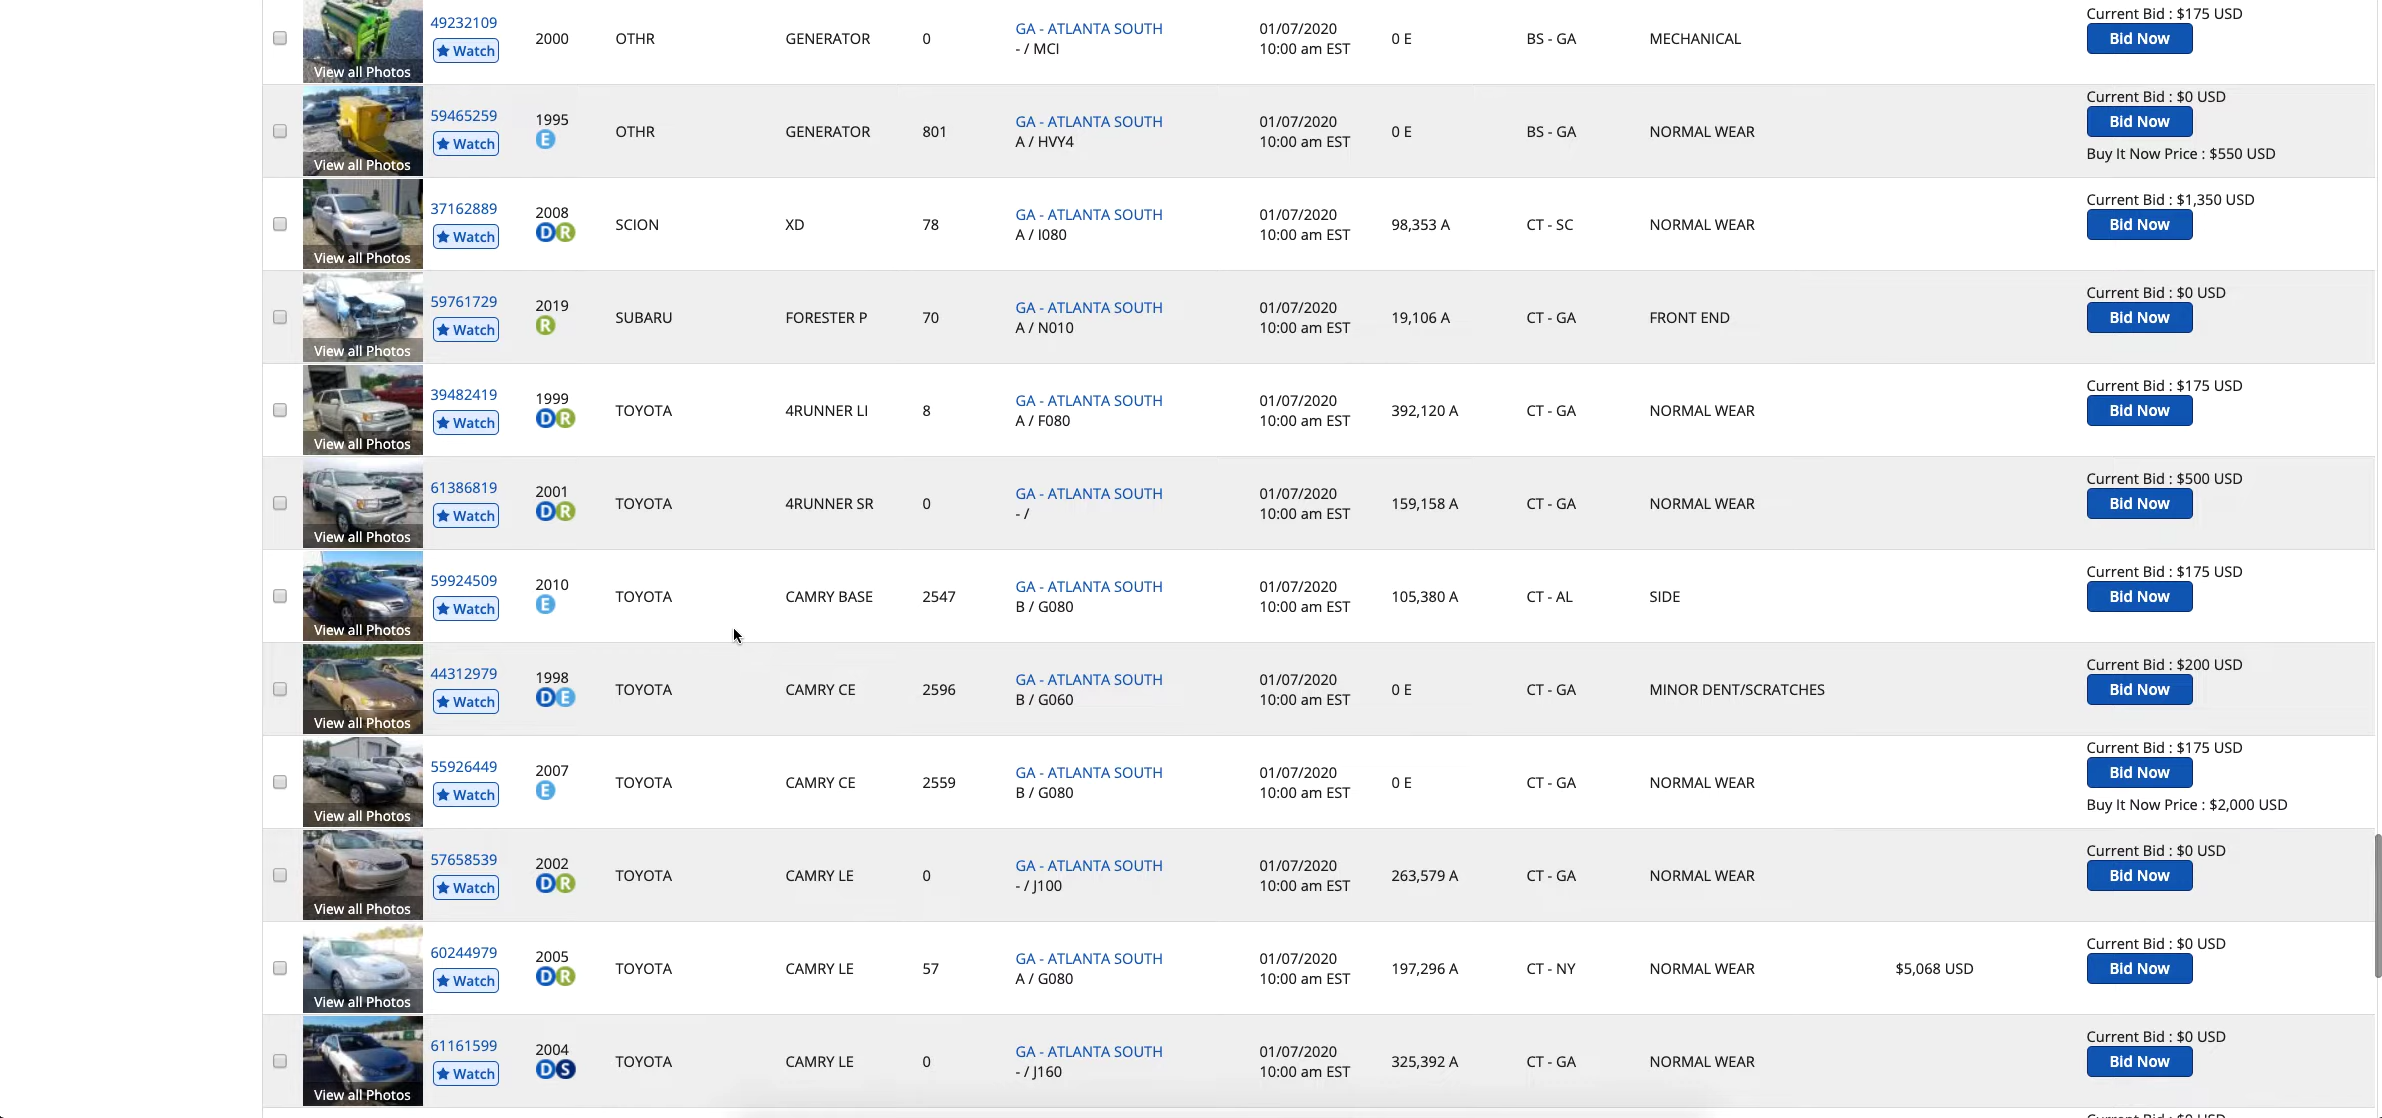 49232109
Watch
View all Photos
2000
OTHR
GENERATOR
0
GA - ATLANTA SOUTH
- / MCI
01/07/2020
10:00 am EST
0 E
BS - GA
MECHANICAL
Current Bid : $175 USD
Bid Now
59465259
Watch
View all Photos
1995
E
OTHR
GENERATOR
801
GA - ATLANTA SOUTH
A / HVY4
01/07/2020
10:00 am EST
0 E
BS - GA
NORMAL WEAR
Current Bid : $0 USD
Bid Now
Buy It Now Price : $550 USD
37162889
Watch
View all Photos
2008
D R
SCION
XD
78
GA - ATLANTA SOUTH
A / I080
01/07/2020
10:00 am EST
98,353 A
CT - SC
NORMAL WEAR
Current Bid : $1,350 USD
Bid Now
59761729
Watch
View all Photos
2019
R
SUBARU
FORESTER P
70
GA - ATLANTA SOUTH
A / N010
01/07/2020
10:00 am EST
19,106 A
CT - GA
FRONT END
Current Bid : $0 USD
Bid Now
39482419
Watch
View all Photos
1999
D R
TOYOTA
4RUNNER LI
8
GA - ATLANTA SOUTH
A / F080
01/07/2020
10:00 am EST
392,120 A
CT - GA
NORMAL WEAR
Current Bid : $175 USD
Bid Now
61386819
Watch
View all Photos
2001
D R
TOYOTA
4RUNNER SR
0
GA - ATLANTA SOUTH
- /
01/07/2020
10:00 am EST
159,158 A
CT - GA
NORMAL WEAR
Current Bid : $500 USD
Bid Now
59924509
Watch
View all Photos
2010
E
TOYOTA
CAMRY BASE
2547
GA - ATLANTA SOUTH
B / G080
01/07/2020
10:00 am EST
105,380 A
CT - AL
SIDE
Current Bid : $175 USD
Bid Now
44312979
Watch
View all Photos
1998
D E
TOYOTA
CAMRY CE
2596
GA - ATLANTA SOUTH
B / G060
01/07/2020
10:00 am EST
0 E
CT - GA
MINOR DENT/SCRATCHES
Current Bid : $200 USD
Bid Now
55926449
Watch
View all Photos
2007
E
TOYOTA
CAMRY CE
2559
GA - ATLANTA SOUTH
B / G080
01/07/2020
10:00 am EST
0 E
CT - GA
NORMAL WEAR
Current Bid : $175 USD
Bid Now
Buy It Now Price : $2,000 USD
57658539
Watch
View all Photos
2002
D R
TOYOTA
CAMRY LE
0
GA - ATLANTA SOUTH
- / J100
01/07/2020
10:00 am EST
263,579 A
CT - GA
NORMAL WEAR
Current Bid : $0 USD
Bid Now
60244979
Watch
View all Photos
2005
D R
TOYOTA
CAMRY LE
57
GA - ATLANTA SOUTH
A / G080
01/07/2020
10:00 am EST
197,296 A
CT - NY
NORMAL WEAR
$5,068 USD
Current Bid : $0 USD
Bid Now
61161599
Watch
View all Photos
2004
D S
TOYOTA
CAMRY LE
0
GA - ATLANTA SOUTH
- / J160
01/07/2020
10:00 am EST
325,392 A
CT - GA
NORMAL WEAR
Current Bid : $0 USD
Bid Now